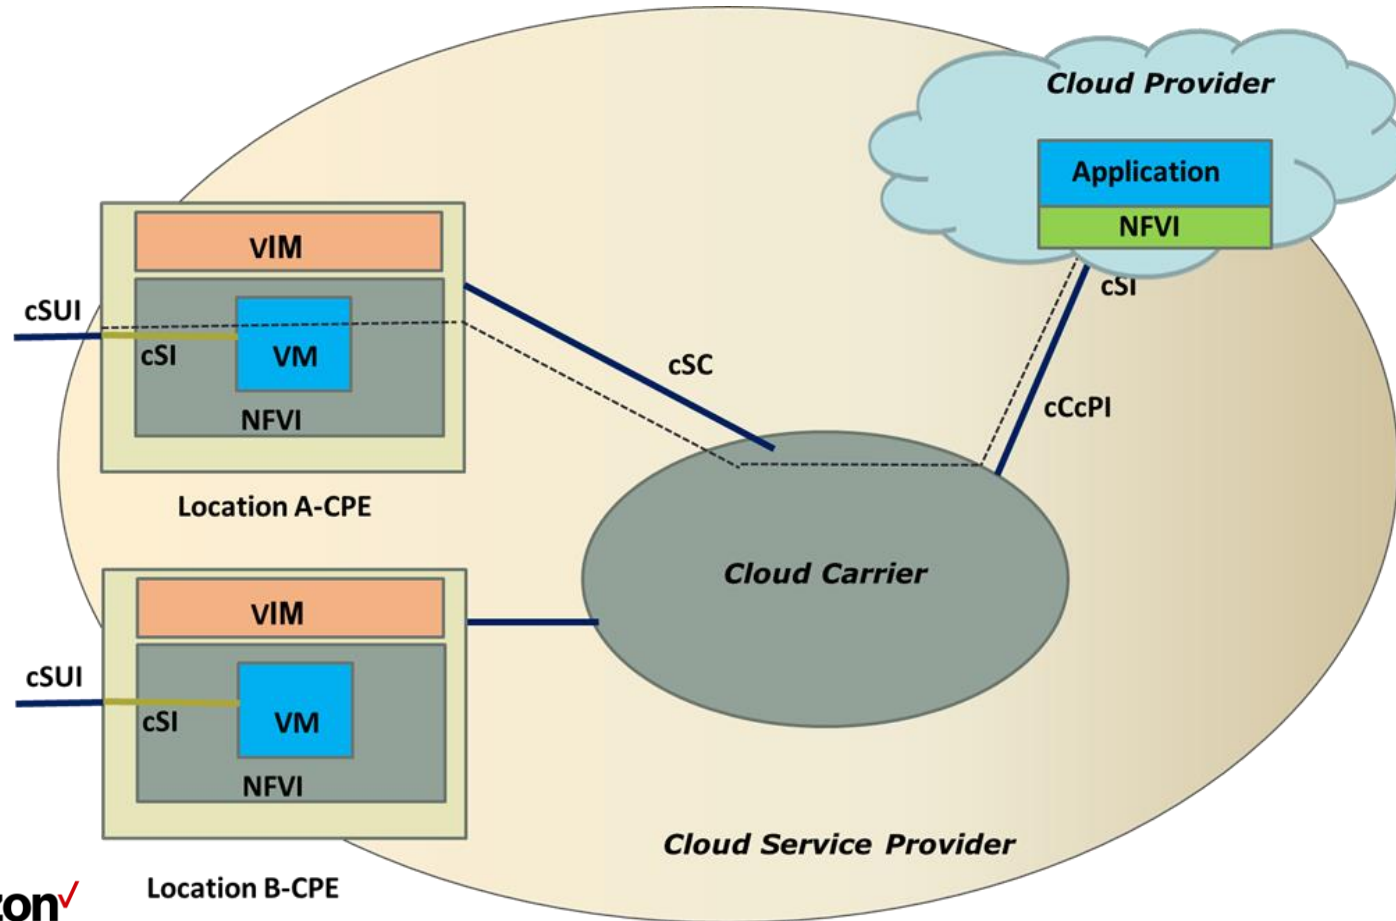 Cloud Provider
Application
NFVI
cSI
VIM
cSUI
cSI
VM
NFVI
cSC
cCcPI
Location A-CPE
Cloud Carrier
VIM
cSUI
cSI
VM
NFVI
Cloud Service Provider
Location B-CPE
zon✓